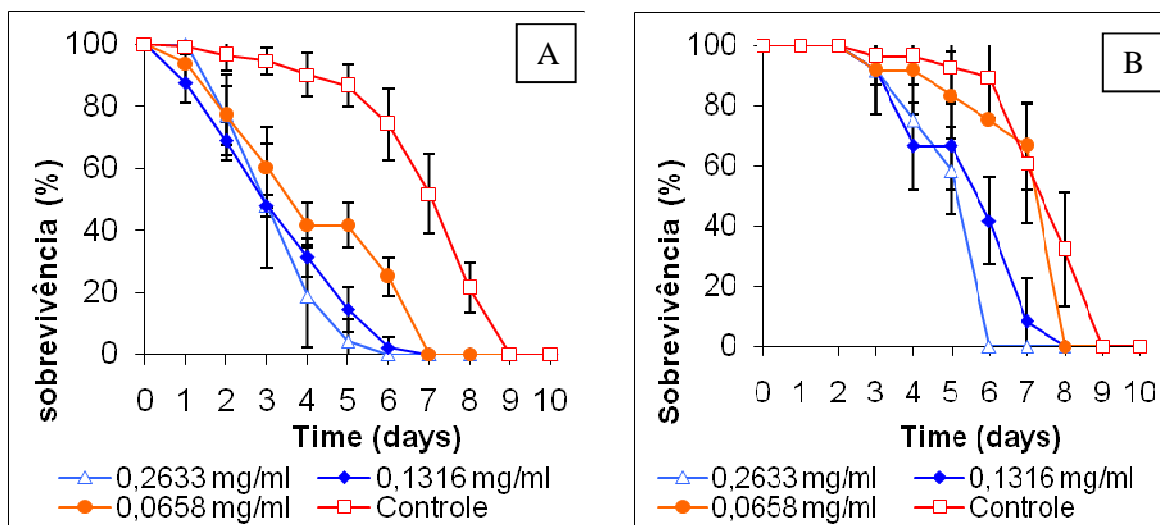 A
sobrevivência (%)
100
80
60
40
20
0
0 1 2 3 4 5 6 7 8 9 10
Time (days)
0,2633 mg/ml 0,1316 mg/ml
0,0658 mg/ml Controle
B
Sobrevivência (%)
100
80
60
40
20
0
0 1 2 3 4 5 6 7 8 9 10
Time (days)
0,2633 mg/ml 0,1316 mg/ml
0,0658 mg/ml Controle